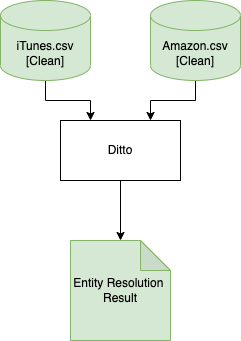 iTunes.csv
[Clean]
Amazon.csv
[Clean]
Ditto
Entity Resolution
Result